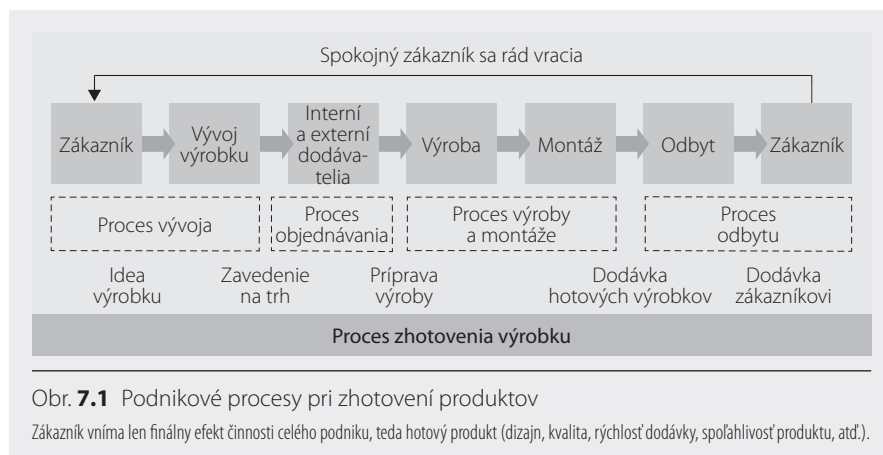 Spokojný zákazník sa rád vracia
Zákazník
Vývoj
výrobku
Interní
a externí
dodáva-
telia
Výroba
Montáž
Odbyt
Zákazník
Proces vývoja
Proces
objednávania
Proces výroby
a montáže
Proces
odbytu
Idea
výrobku
Zavedenie
na trh
Príprava
výroby
Dodávka
hotových výrobkov
Dodávka
zákazníkovi
Proces zhotovenia výrobku
Obr. 7.1 Podnikové procesy pri zhotovení produktov
Zákazník vníma len finálny efekt činnosti celého podniku, teda hotový produkt (dizajn, kvalita, rýchlosť dodávky, spoľahlivosť produktu, atď.).